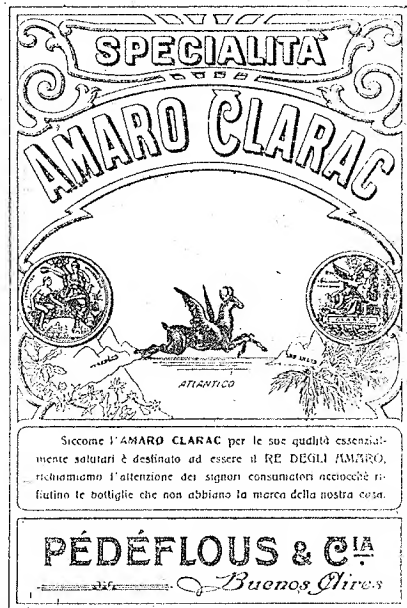 SPECIALITÀ
AMARO CLARAC
ATLANTICO
Siccome l'AMARO CLARAC per le sue qualità essenzial-
mente salutari è destinato ad essere il RE DEGLI AMARO,
richiamiamo l'attenzione dei signori consumatori acciocchè ri-
fiutino le bottiglie che non abbiano la marca della nostra casa.
PÉDÉFLOUS & CIA
Buenos Aires